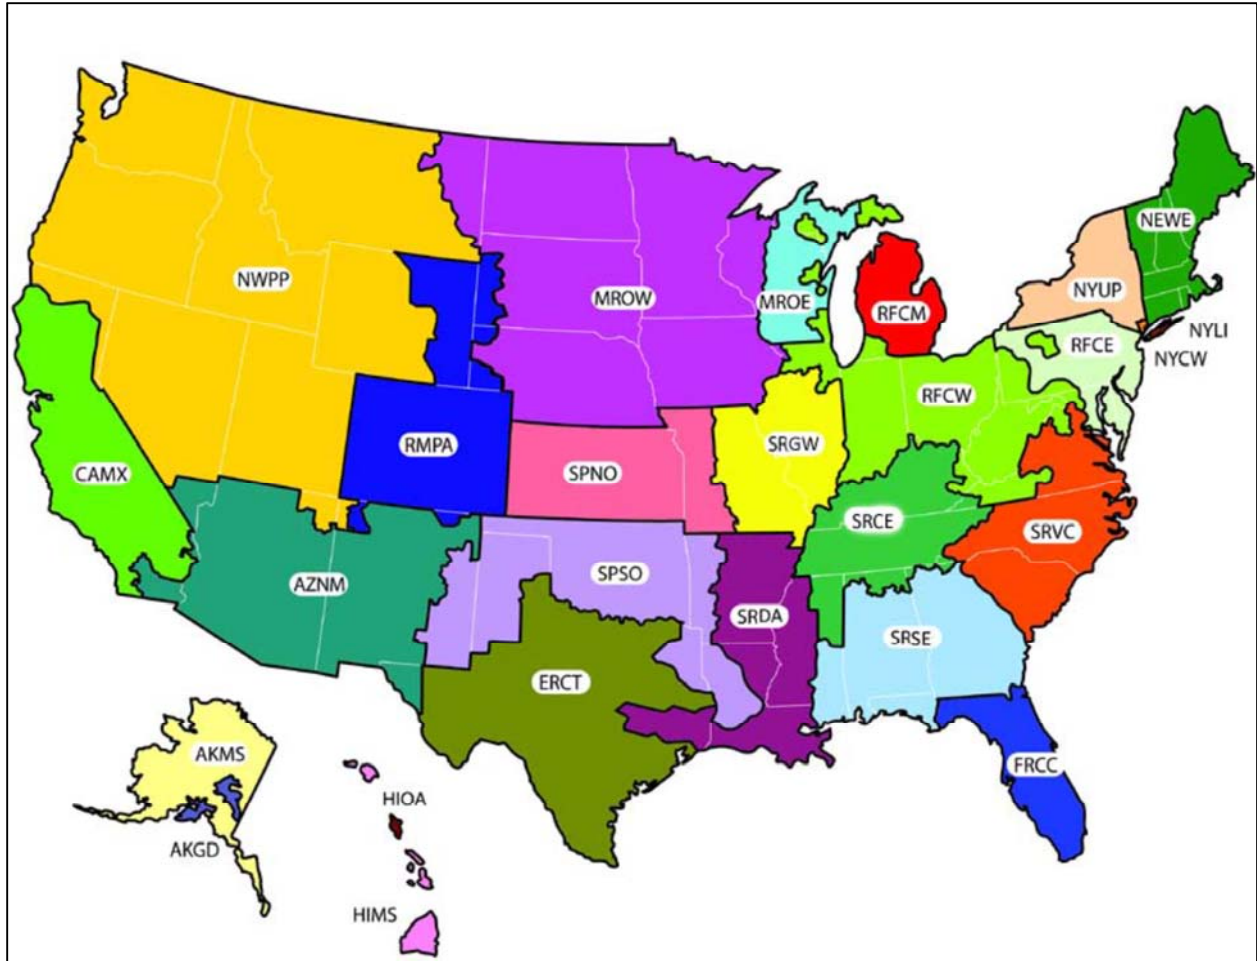 NEWE
NWPP
NYUP
MROW
MROE
RFCM
NYLI
RFCE
NYCW
RFCW
RMPA
SRGW
CAMX
SPNO
SRCE
SRVC
AZNM
SPSO
SRDA
SRSE
ERCT
AKMS
FRCC
HIOA
AKGD
HIMS